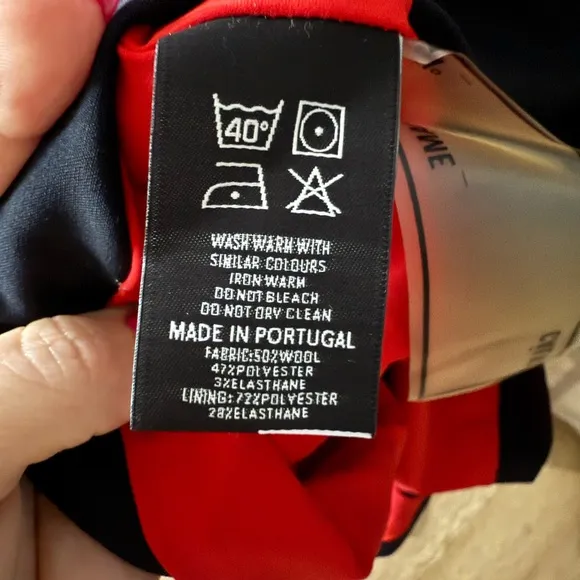 40°
WASH WARM WITH
SIMILAR COLOURS
IRON WARM
DO NOT BLEACH
DO NOT DRY CLEAN
MADE IN PORTUGAL
FABRIC:50%WOOL
47%POLYESTER
3%ELASTHANE
LINING:72%POLYESTER
28%ELASTHANE